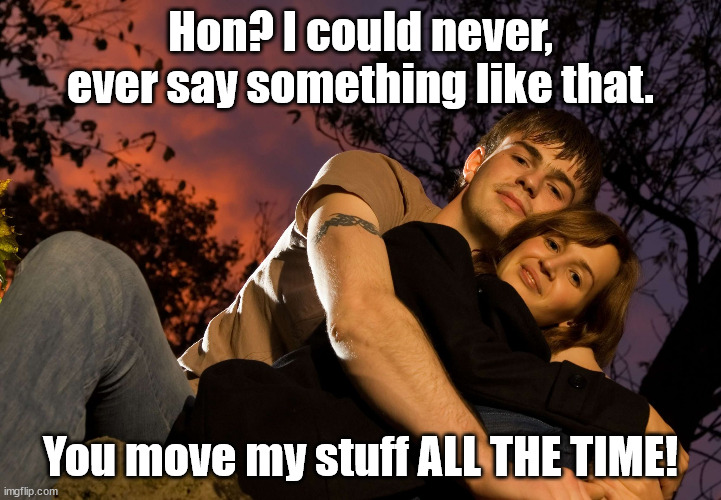 Hon? I could never,
ever say something like that.
You move my stuff ALL THE TIME!
imgflip.com